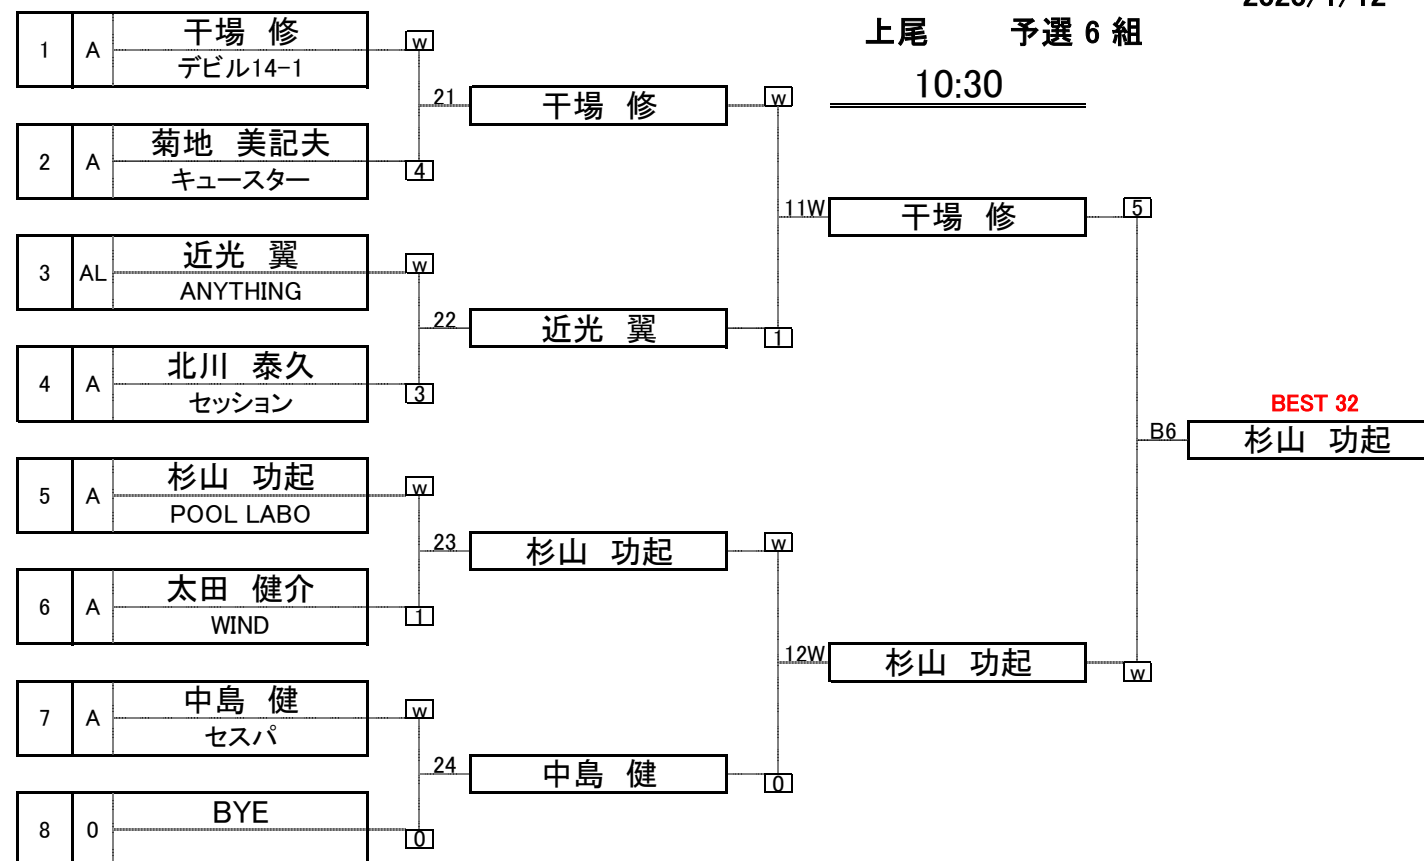 上尾 予選 6 組
10:30
1 A 干場 修
デビル14-1
w
2 A 菊地 美記夫
キュースター
4
21 干場 修 w
3 AL 近光 翼
ANYTHING
w
4 A 北川 泰久
セッション
3
22 近光 翼 1
11W 干場 修 5
5 A 杉山 功起
POOL LABO
w
6 A 太田 健介
WIND
1
23 杉山 功起 w
7 A 中島 健
セスパ
w
8 0 BYE
0
24 中島 健 0
12W 杉山 功起 w
BEST 32
B6 杉山 功起